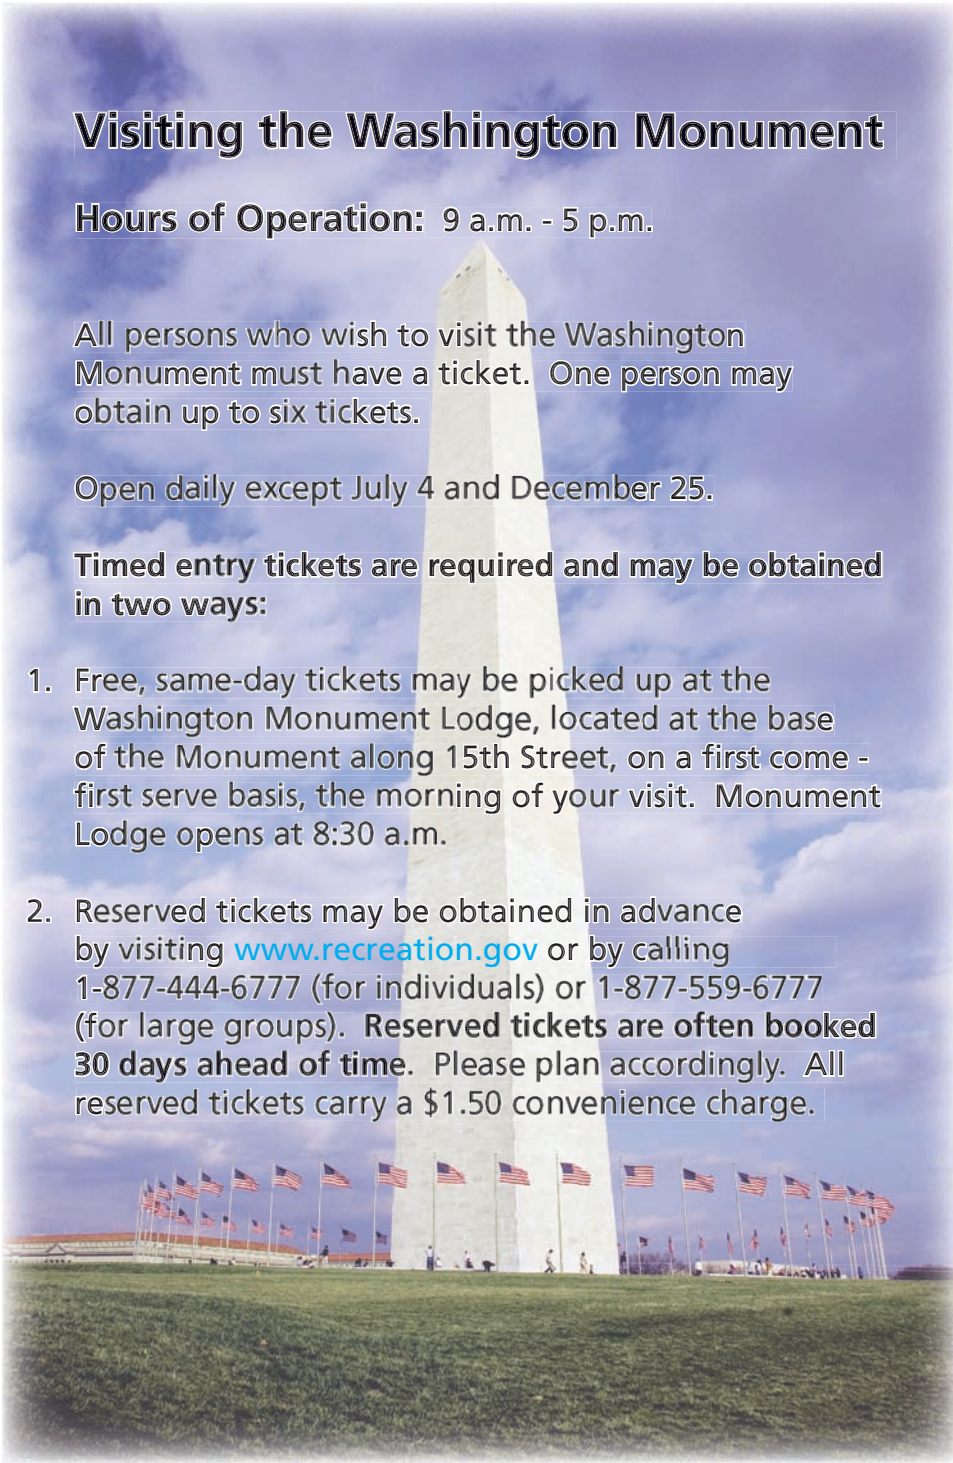 Visiting the Washington Monument
Hours of Operation: 9 a.m. - 5 p.m.
All persons who wish to visit the Washington
Monument must have a ticket. One person may
obtain up to six tickets.
Open daily except July 4 and December 25.
Timed entry tickets are required and may be obtained
in two ways:
1. Free, same-day tickets may be picked up at the
Washington Monument Lodge, located at the base
of the Monument along 15th Street, on a first come -
first serve basis, the morning of your visit. Monument
Lodge opens at 8:30 a.m.
2. Reserved tickets may be obtained in advance
by visiting www.recreation.gov or by calling
1-877-444-6777 (for individuals) or 1-877-559-6777
(for large groups). Reserved tickets are often booked
30 days ahead of time. Please plan accordingly. All
reserved tickets carry a $1.50 convenience charge.